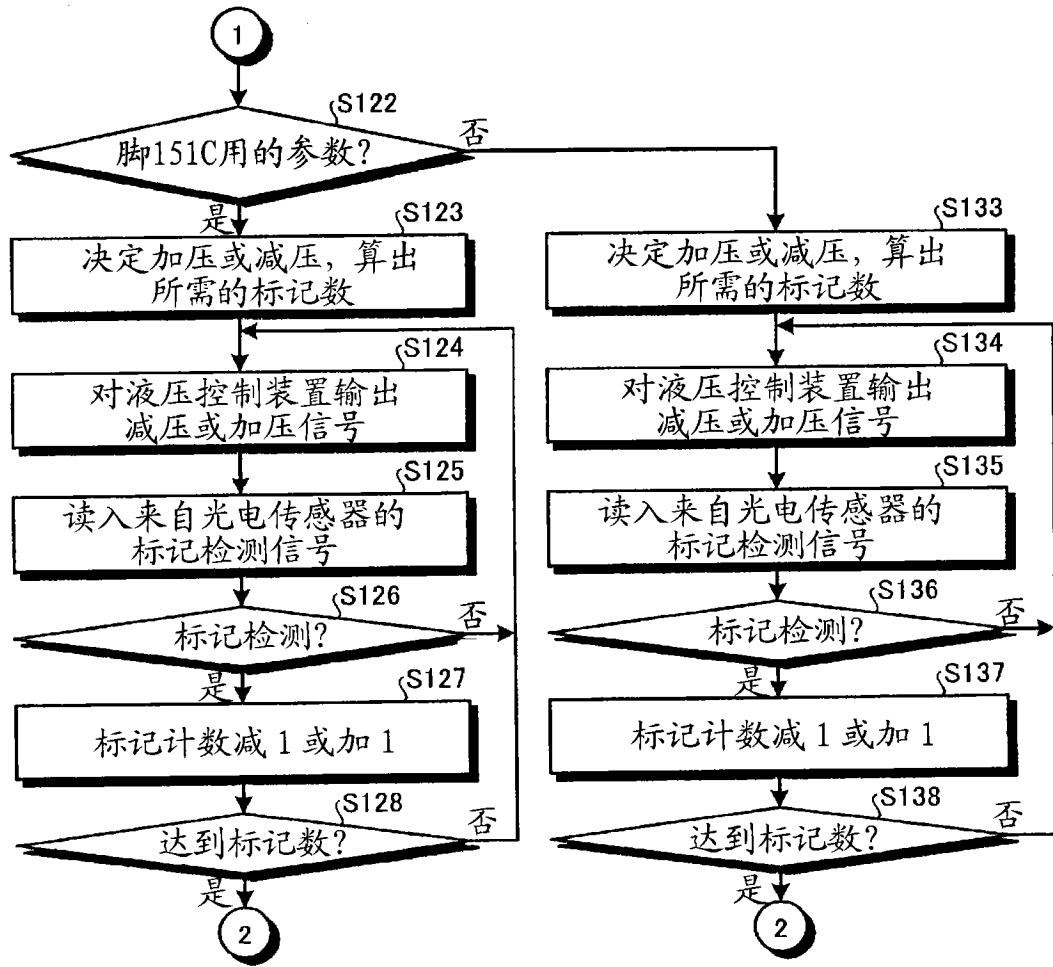 1
S122
脚151C用的参数?
否
是
S123
决定加压或减压，算出
所需的标记数
S124
对液压控制装置输出
减压或加压信号
S125
读入来自光电传感器的
标记检测信号
S126
标记检测?
否
是
S127
标记计数减1或加1
S128
达到标记数?
否
是
2
S133
决定加压或减压，算出
所需的标记数
S134
对液压控制装置输出
减压或加压信号
S135
读入来自光电传感器的
标记检测信号
S136
标记检测?
否
是
S137
标记计数减1或加1
S138
达到标记数?
否
是
2